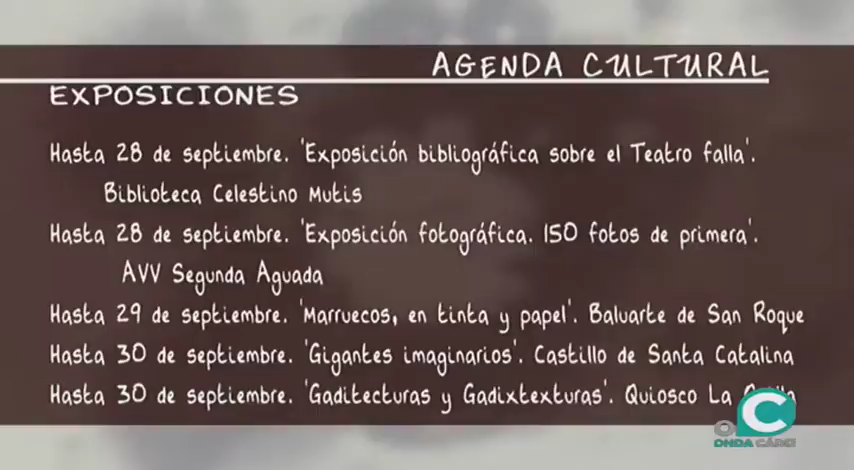 AGENDA CULTURAL
EXPOSICIONES
Hasta 28 de septiembre. 'Exposición bibliográfica sobre el Teatro falla'.
Biblioteca Celestino Mutis
Hasta 28 de septiembre. 'Exposición fotográfica. 150 fotos de primera'.
AVV Segunda Aguada
Hasta 29 de septiembre. 'Marruecos, en tinta y papel'. Baluarte de San Roque
Hasta 30 de septiembre. 'Gigantes imaginarios'. Castillo de Santa Catalina
Hasta 30 de septiembre. 'Gaditecturas y Gadixtexturas'. Quiosco La
ONDA CÁDIZ